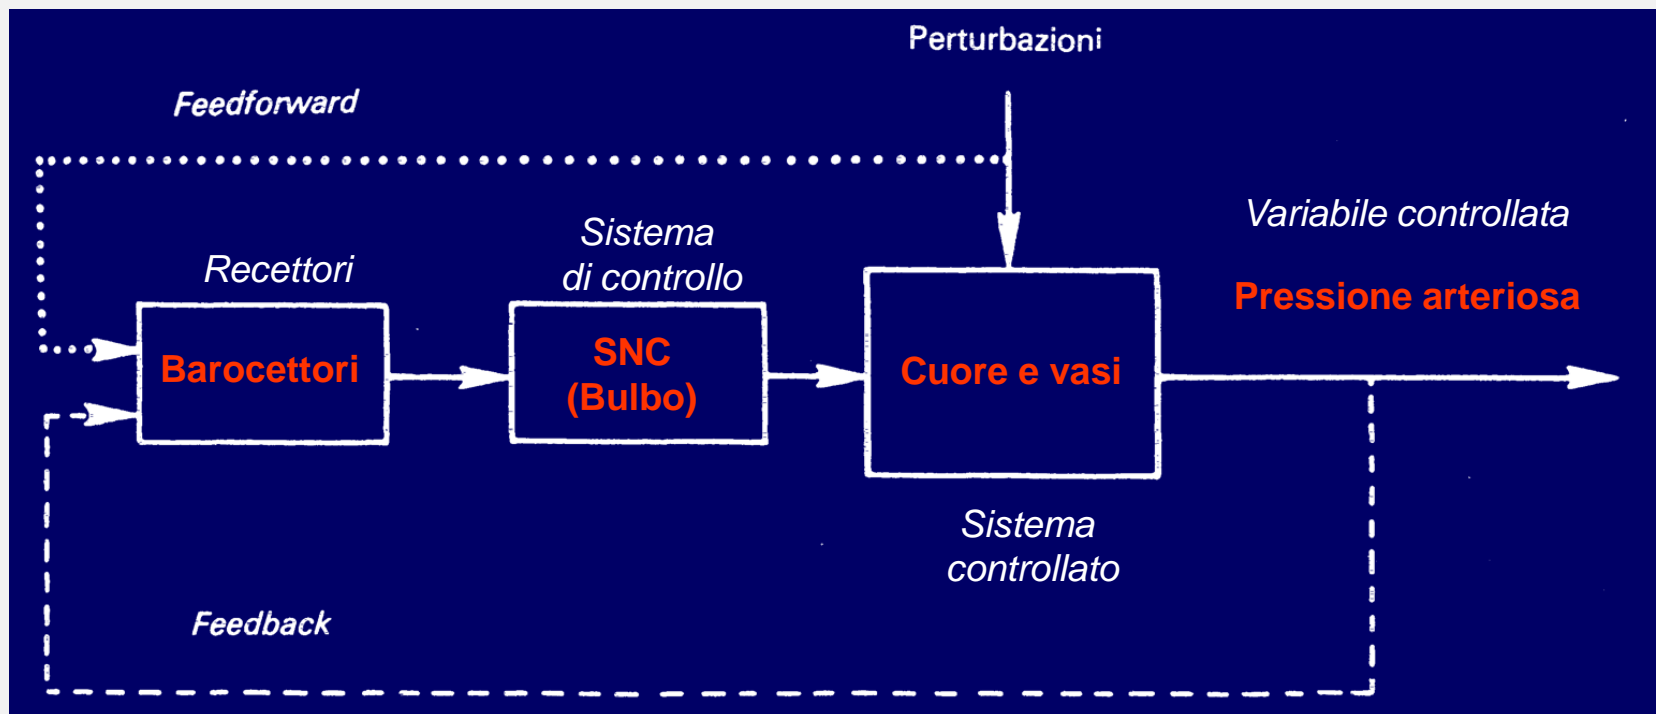 Perturbazioni
Feedforward
Variabile controllata
Sistema
di controllo
Recettori
Pressione arteriosa
Barocettori
SNC
(Bulbo)
Cuore e vasi
Sistema
controllato
Feedback